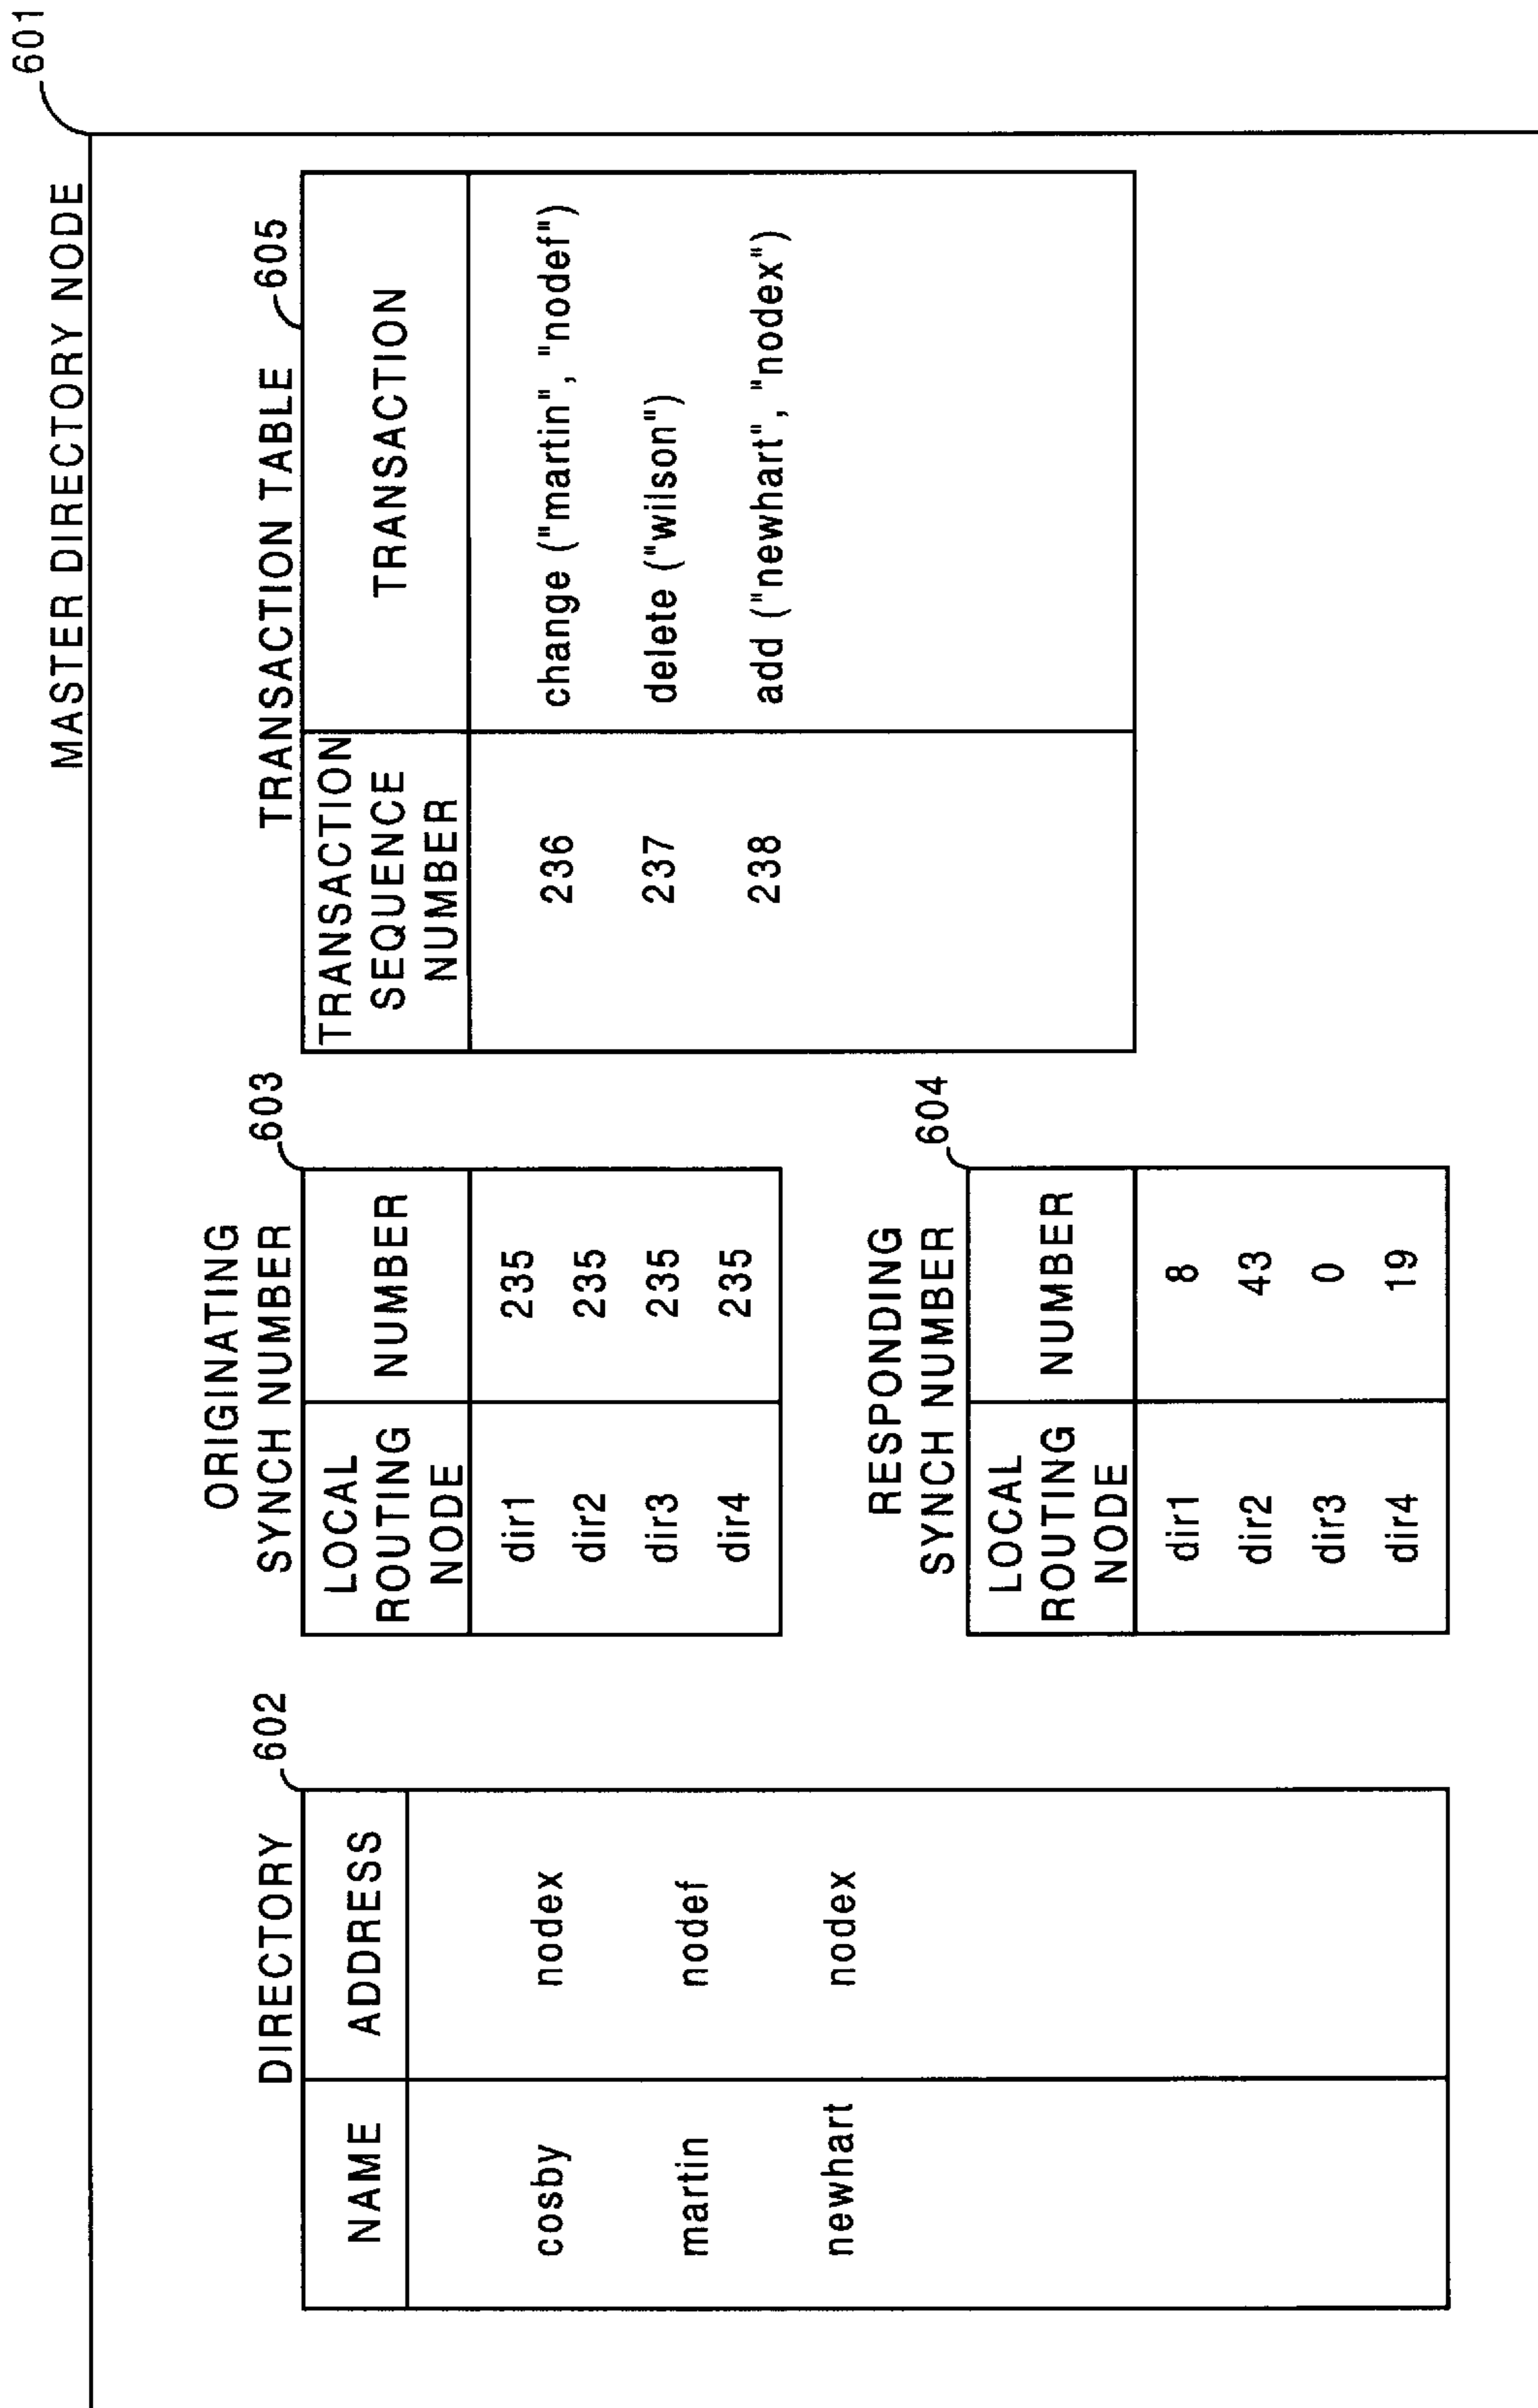 601
MASTER DIRECTORY NODE
DIRECTORY
602
NAME ADDRESS
cosby nodex
martin nodef
newhart nodex
ORIGINATING
SYNCH NUMBER
603
LOCAL
ROUTING
NODE
NUMBER
dir1 235
dir2 235
dir3 235
dir4 235
RESPONDING
SYNCH NUMBER
604
LOCAL
ROUTING
NODE
NUMBER
dir1 8
dir2 43
dir3 0
dir4 19
TRANSACTION TABLE
605
TRANSACTION
SEQUENCE
NUMBER
TRANSACTION
236 change ("martin", "nodef")
237 delete ("wilson")
238 add ("newhart", "nodex")